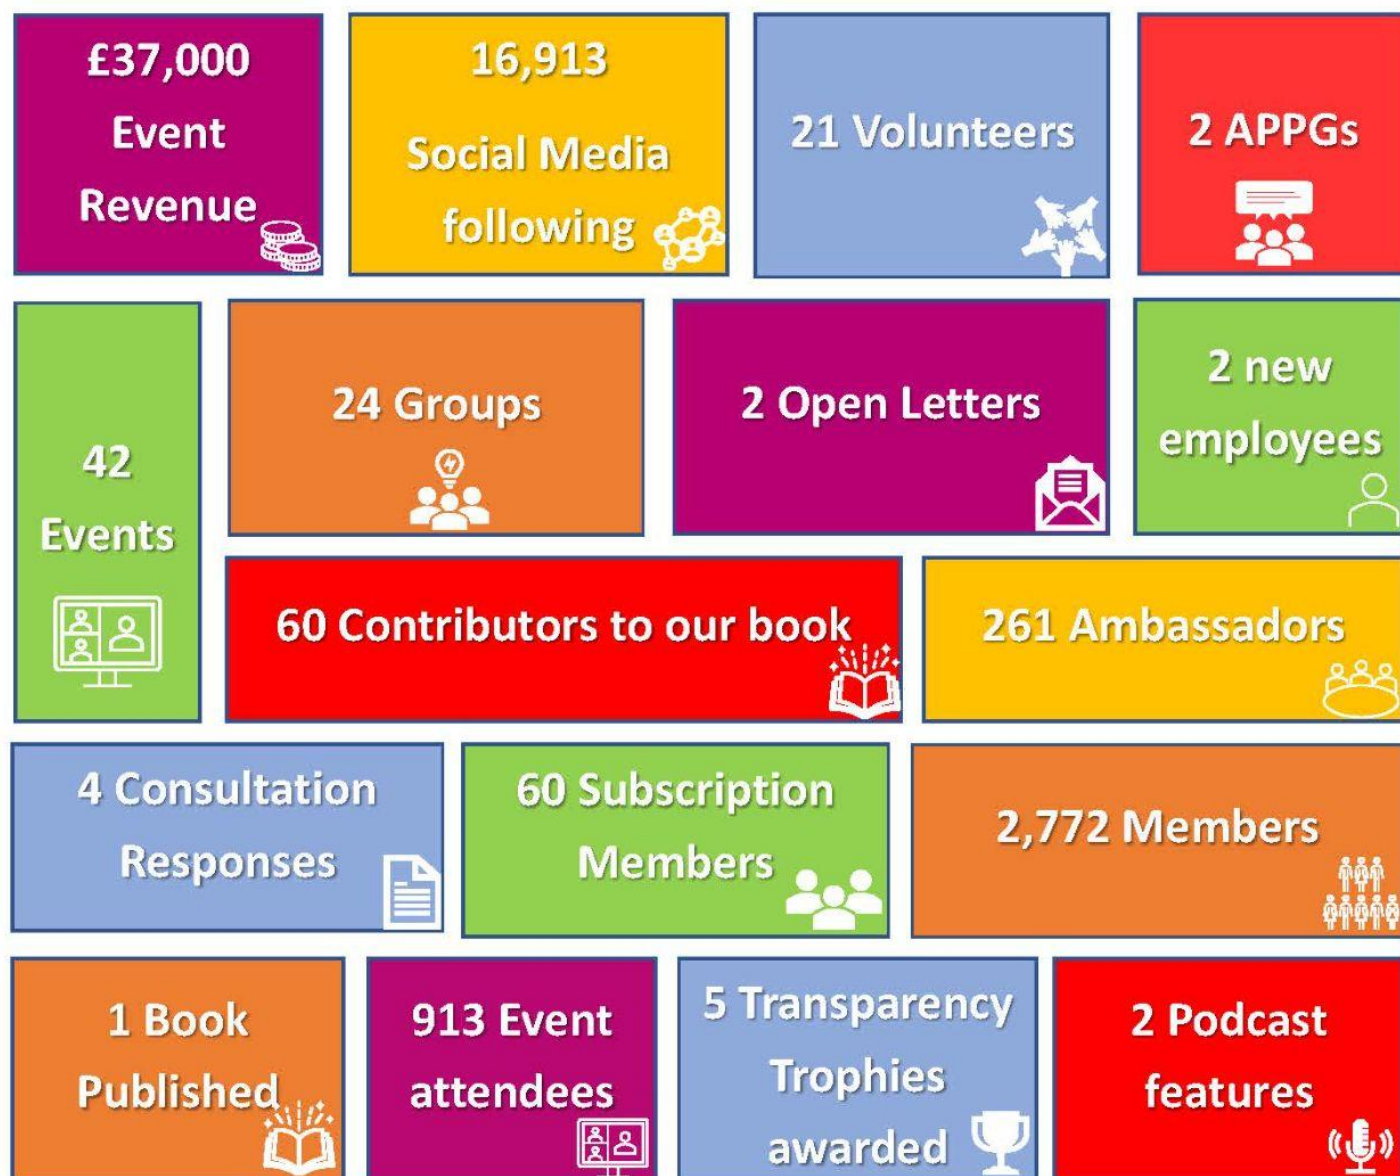 £37,000
Event
Revenue
16,913
Social Media
following
21 Volunteers
2 APPGs
42
Events
24 Groups
2 Open Letters
2 new
employees
60 Contributors to our book
261 Ambassadors
4 Consultation
Responses
60 Subscription
Members
2,772 Members
1 Book
Published
913 Event
attendees
5 Transparency
Trophies
awarded
2 Podcast
features